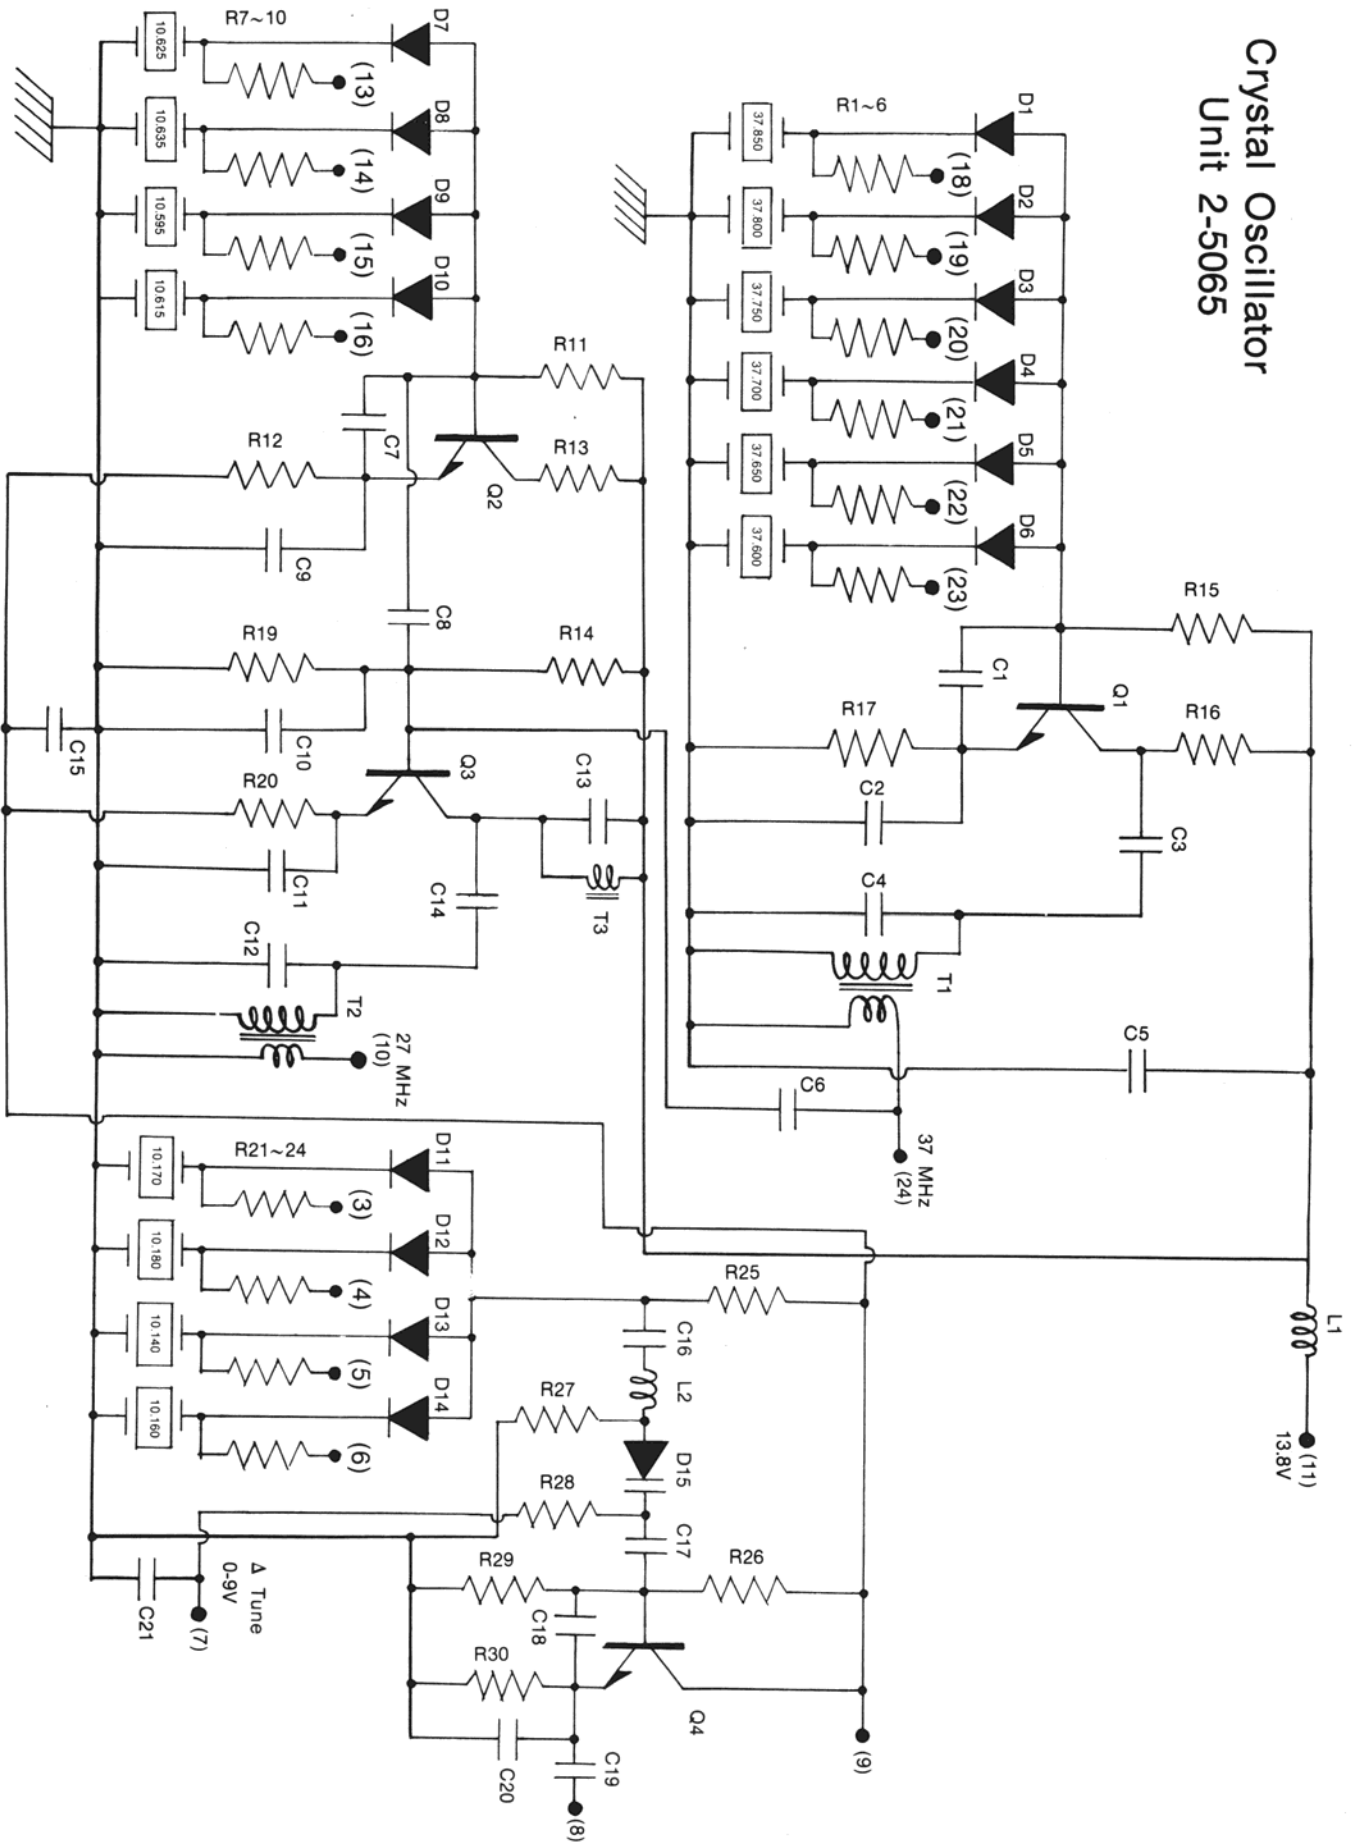 Crystal Oscillator
Unit 2-5065
D1
D2
D3
D4
D5
D6
R1~6
(18)
(19)
(20)
(21)
(22)
(23)
37.850
37.800
37.750
37.700
37.650
37.600
R15
R16
Q1
C1
R17
C2
C3
C4
T1
C5
C6
37 MHz
(24)
L1
(11)
13.8V
D7
D8
D9
D10
R7~10
(13)
(14)
(15)
(16)
10.625
10.635
10.595
10.615
R11
R13
Q2
C7
R12
C9
C8
R14
R19
C10
C15
Q3
R20
C11
C13
T3
C14
C12
T2
27 MHz
(10)
D11
D12
D13
D14
R21~24
(3)
(4)
(5)
(6)
10.170
10.180
10.140
10.160
R25
C16
L2
R27
D15
R28
C17
R26
R29
C18
R30
Q4
C20
C19
(8)
(9)
Δ Tune
0-9V
(7)
C21